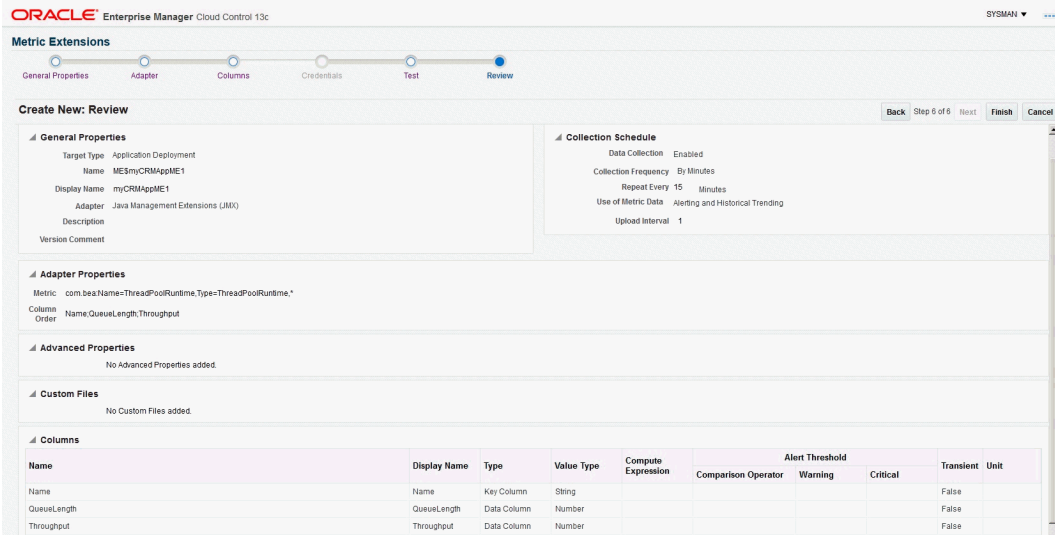 ORACLE Enterprise Manager Cloud Control 13c
SYSMAN
Metric Extensions
General Properties Adapter Columns Credentials Test Review
Create New: Review
Back Step 6 of 6 Next Finish Cancel
General Properties
Target Type Application Deployment
Name ME$myCRMAppME1
Display Name myCRMAppME1
Adapter Java Management Extensions (JMX)
Description
Version Comment
Collection Schedule
Data Collection Enabled
Collection Frequency By Minutes
Repeat Every 15 Minutes
Use of Metric Data Alerting and Historical Trending
Upload Interval 1
Adapter Properties
Metric com.bea:Name=ThreadPoolRuntime,Type=ThreadPoolRuntime,*
Column
Order Name;QueueLength;Throughput
Advanced Properties
No Advanced Properties added.
Custom Files
No Custom Files added.
Columns
Name Display Name Type Value Type Compute Expression Alert Threshold Transient Unit
Comparison Operator Warning Critical
Name Name Key Column String False
QueueLength QueueLength Data Column Number False
Throughput Throughput Data Column Number False